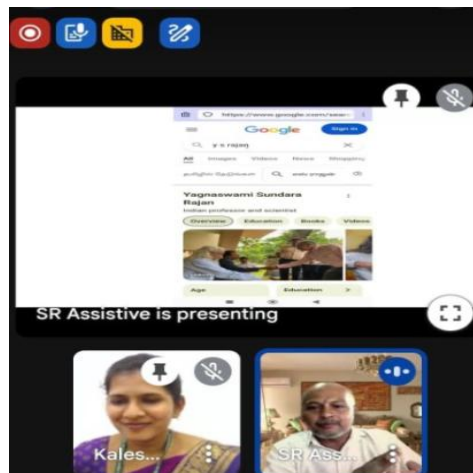 https://www.google.com/sear
Google
Sign in
y s rajan
All Images Videos News Shopping
Yagnaswami Sundara
Rajan
Indian professor and scientist
Overview Education Books Videos
Age
Education
SR Assistive is presenting
Kales...
SR Ass...